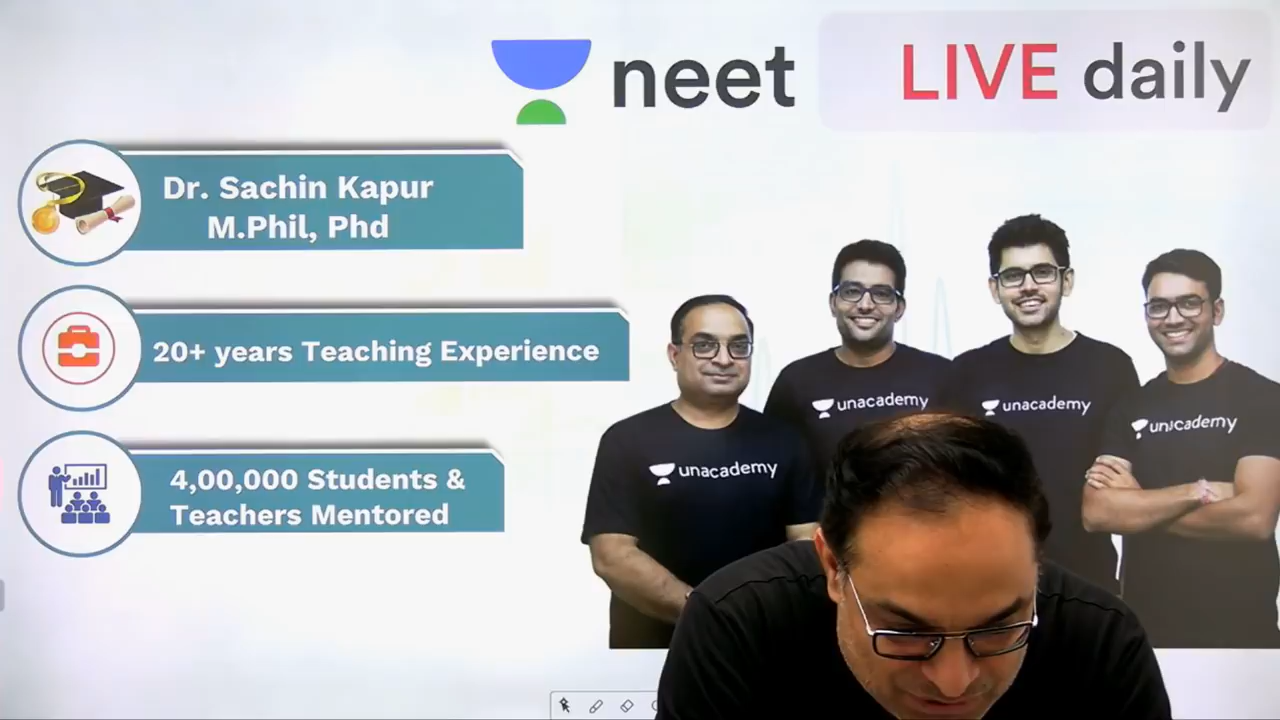 neet
LIVE daily
Dr. Sachin Kapur
M.Phil, Phd
20+ years Teaching Experience
4,00,000 Students &
Teachers Mentored
unacademy
unacademy
unacademy
unacademy